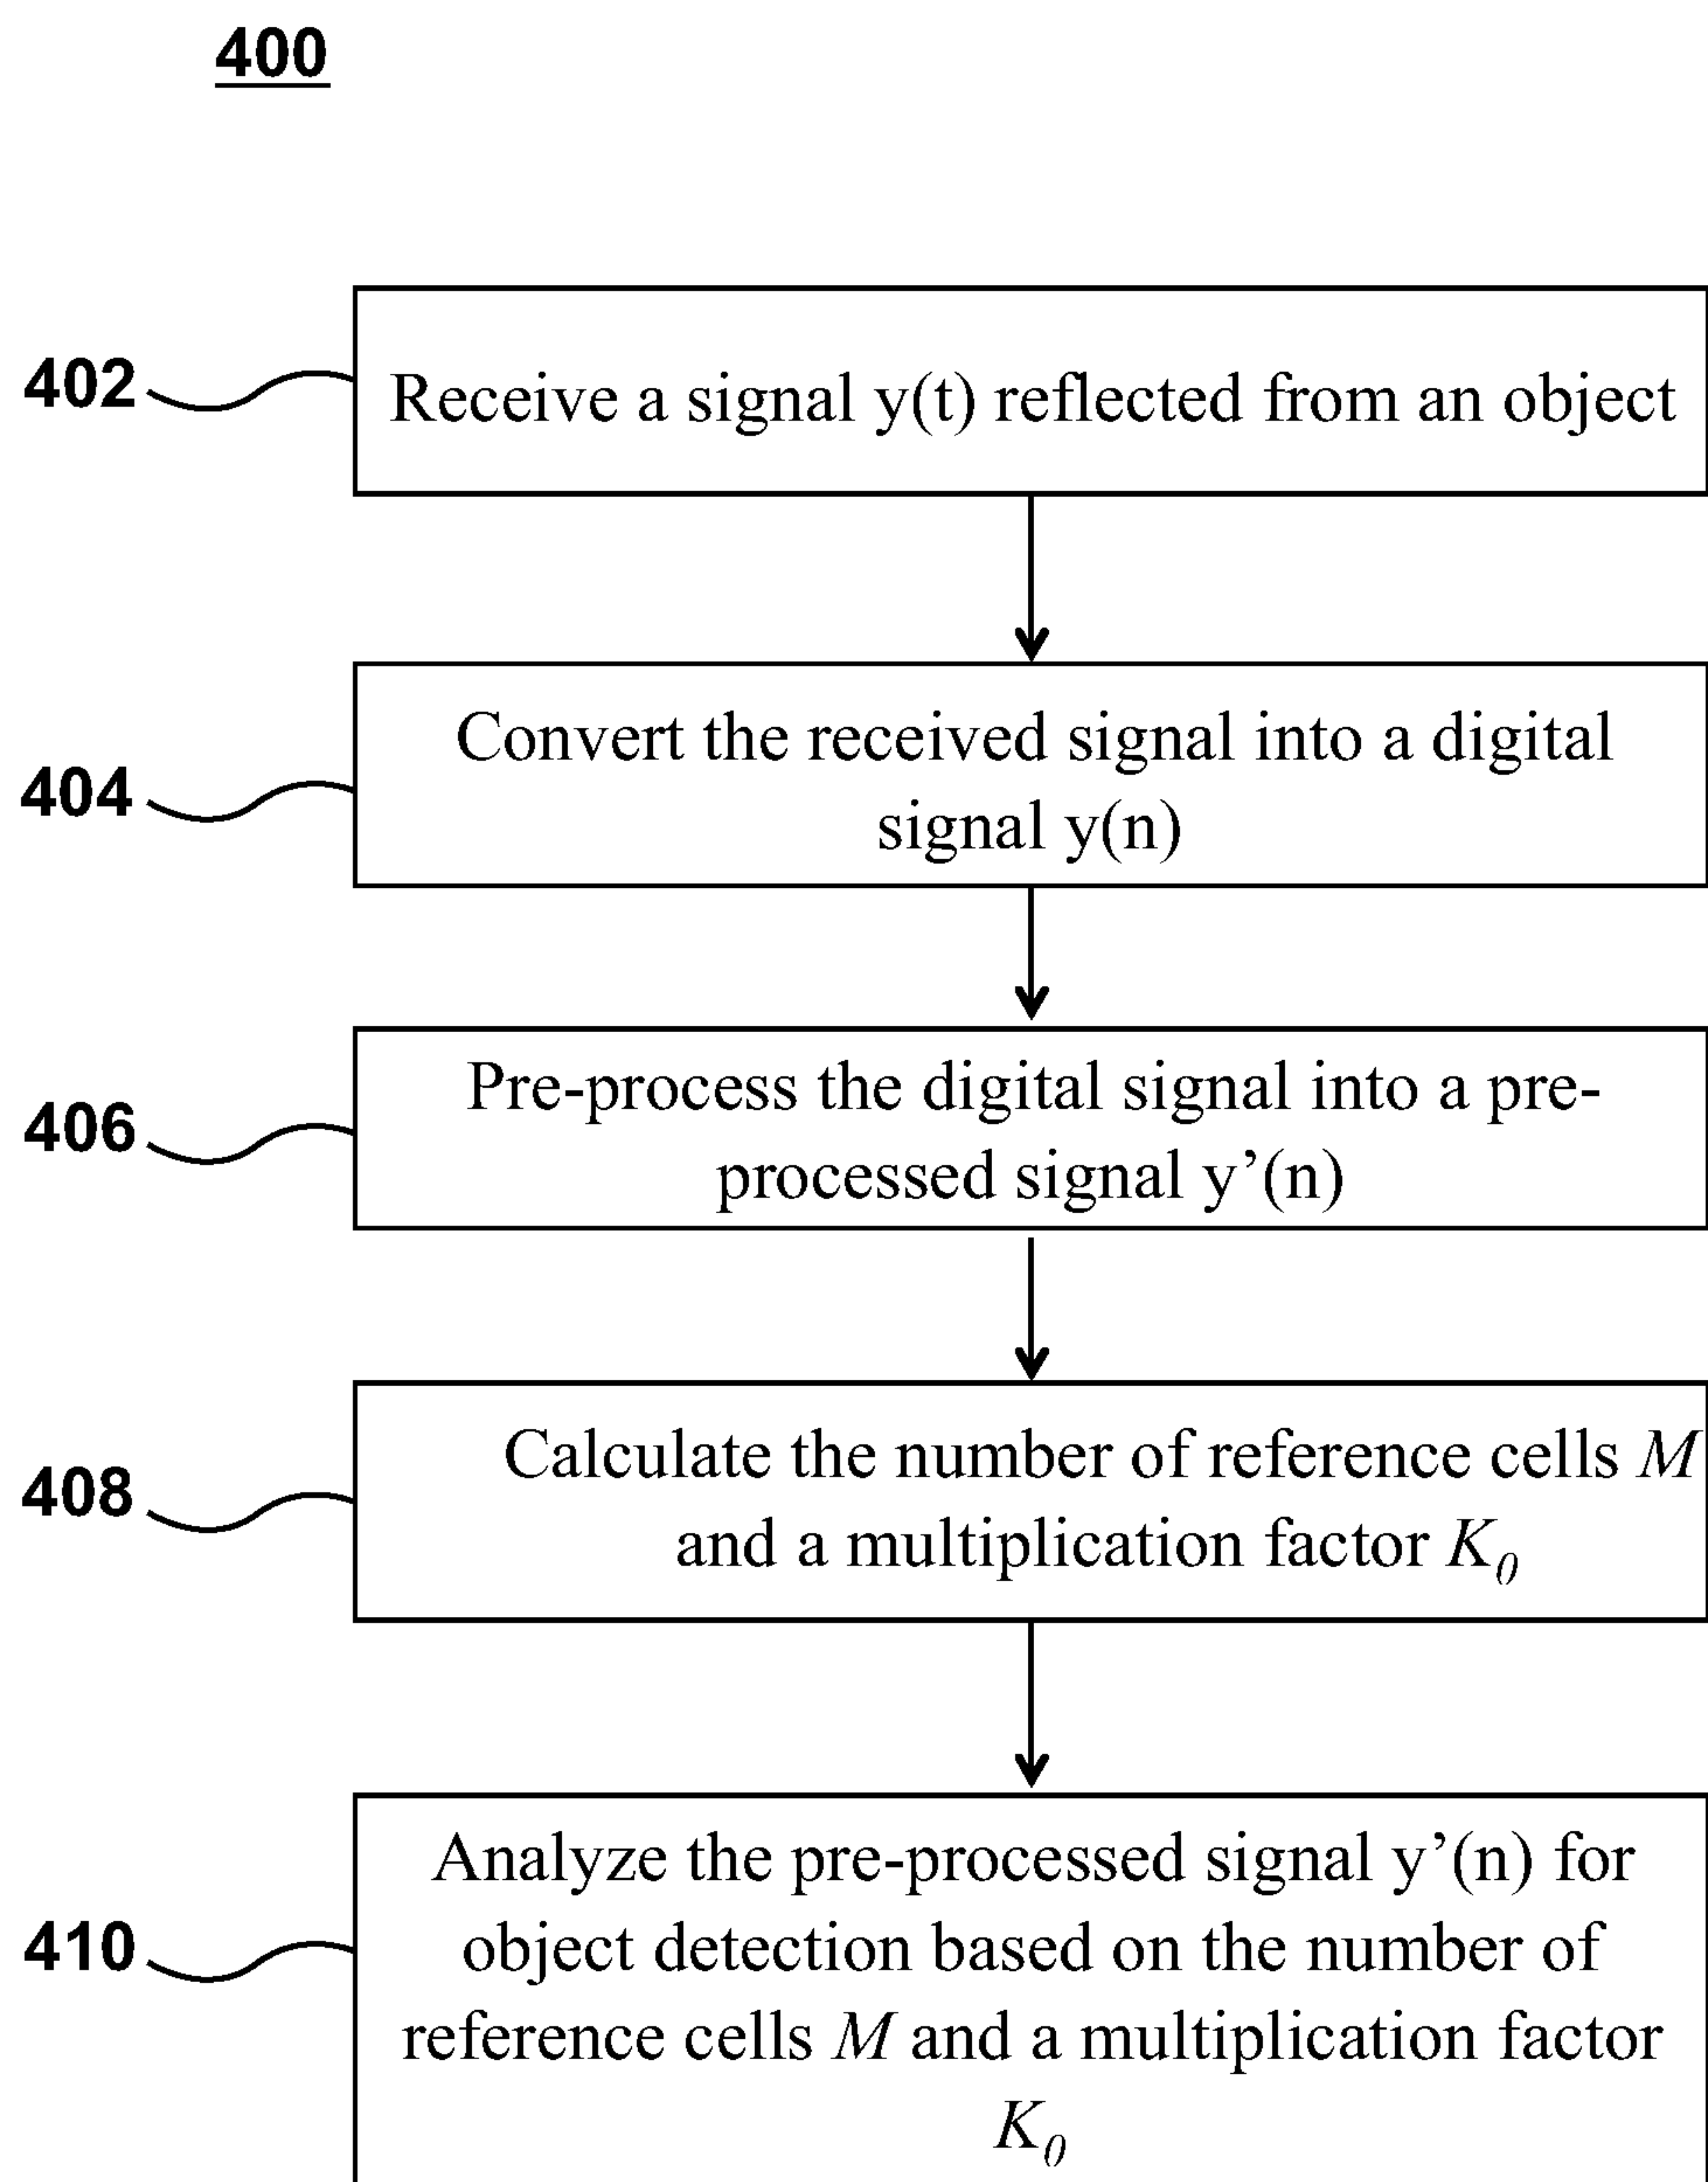 400
402
Receive a signal y(t) reflected from an object
404
Convert the received signal into a digital
signal y(n)
406
Pre-process the digital signal into a pre-
processed signal y’(n)
408
Calculate the number of reference cells M
and a multiplication factor K0
410
Analyze the pre-processed signal y’(n) for
object detection based on the number of
reference cells M and a multiplication factor
K0